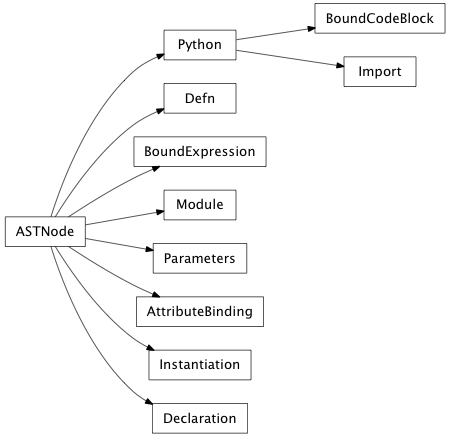 BoundCodeBlock
Python
Import
Defn
BoundExpression
Module
ASTNode
Parameters
AttributeBinding
Instantiation
Declaration